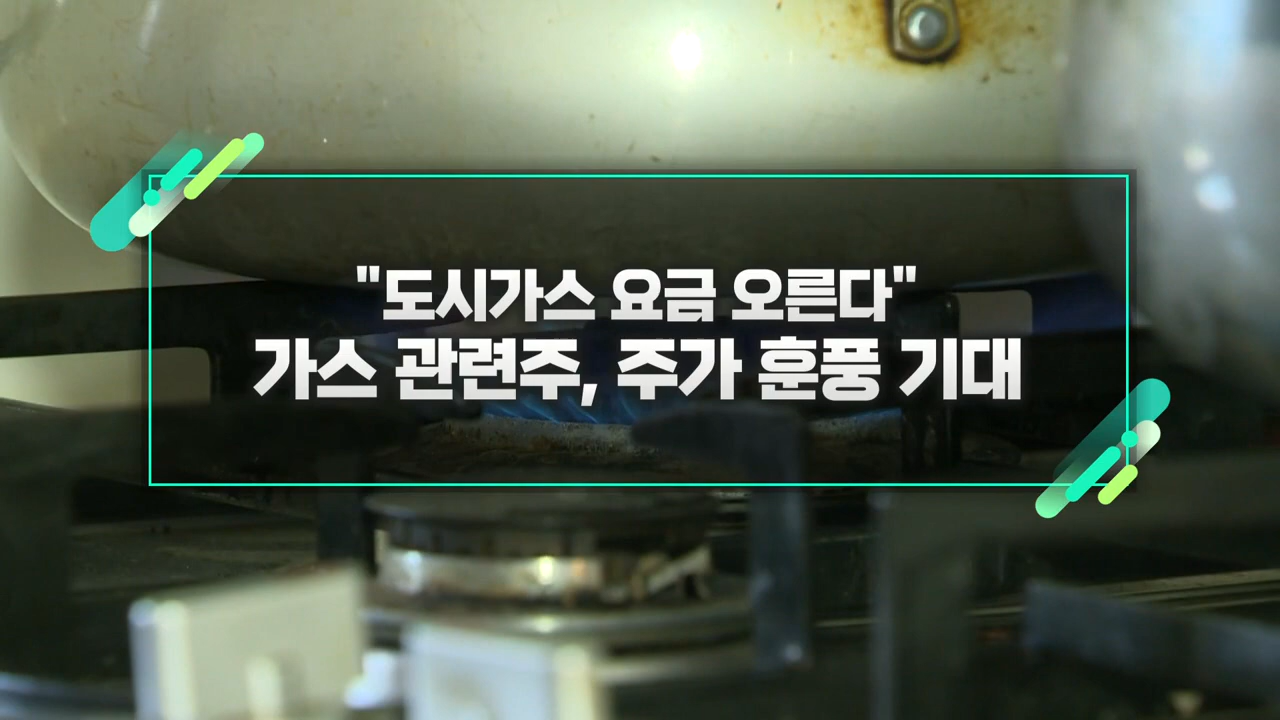 "도시가스 요금 오른다"
가스 관련주, 주가 훈풍 기대